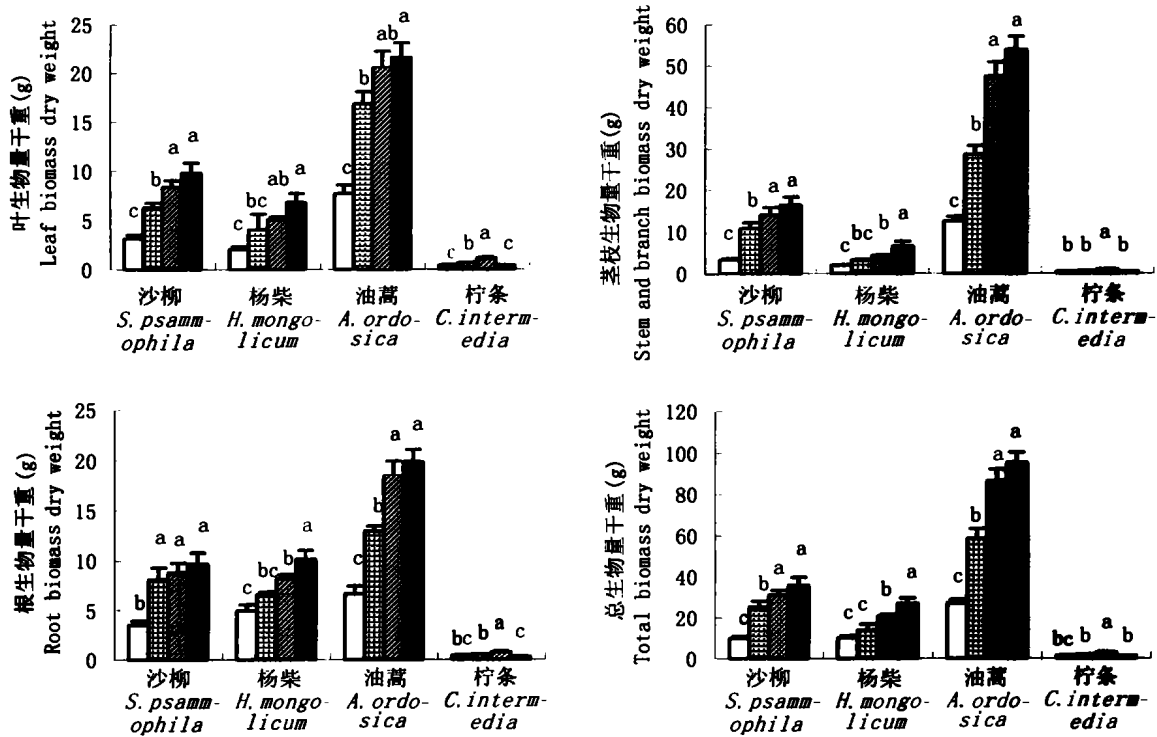 叶生物量干重(g)
Leaf biomass dry weight
25
20
15
10
5
0
c b a a
c bc ab a
c b ab a
c b a c
沙柳 杨柴 油蒿 柠条
S. psamm- H. mongo- A. ordo- C. interm-
ophila licum sica edia
茎枝生物量干重(g)
Stem and branch biomass dry weight
60
50
40
30
20
10
0
c b a a
c bc b a
c b a a
b b a b
沙柳 杨柴 油蒿 柠条
S. psamm- H. mongo- A. ordo- C. interm-
ophila licum sica edia
根生物量干重(g)
Root biomass dry weight
25
20
15
10
5
0
b a a a
c bc b a
c b a a
bc b a c
沙柳 杨柴 油蒿 柠条
S. psamm- H. mongo- A. ordo- C. interm-
ophila licum sica edia
总生物量干重(g)
Total biomass dry weight
120
100
80
60
40
20
0
c b a a
c c b a
c b a a
bc b a b
沙柳 杨柴 油蒿 柠条
S. psamm- H. mongo- A. ordo- C. interm-
ophila licum sica edia